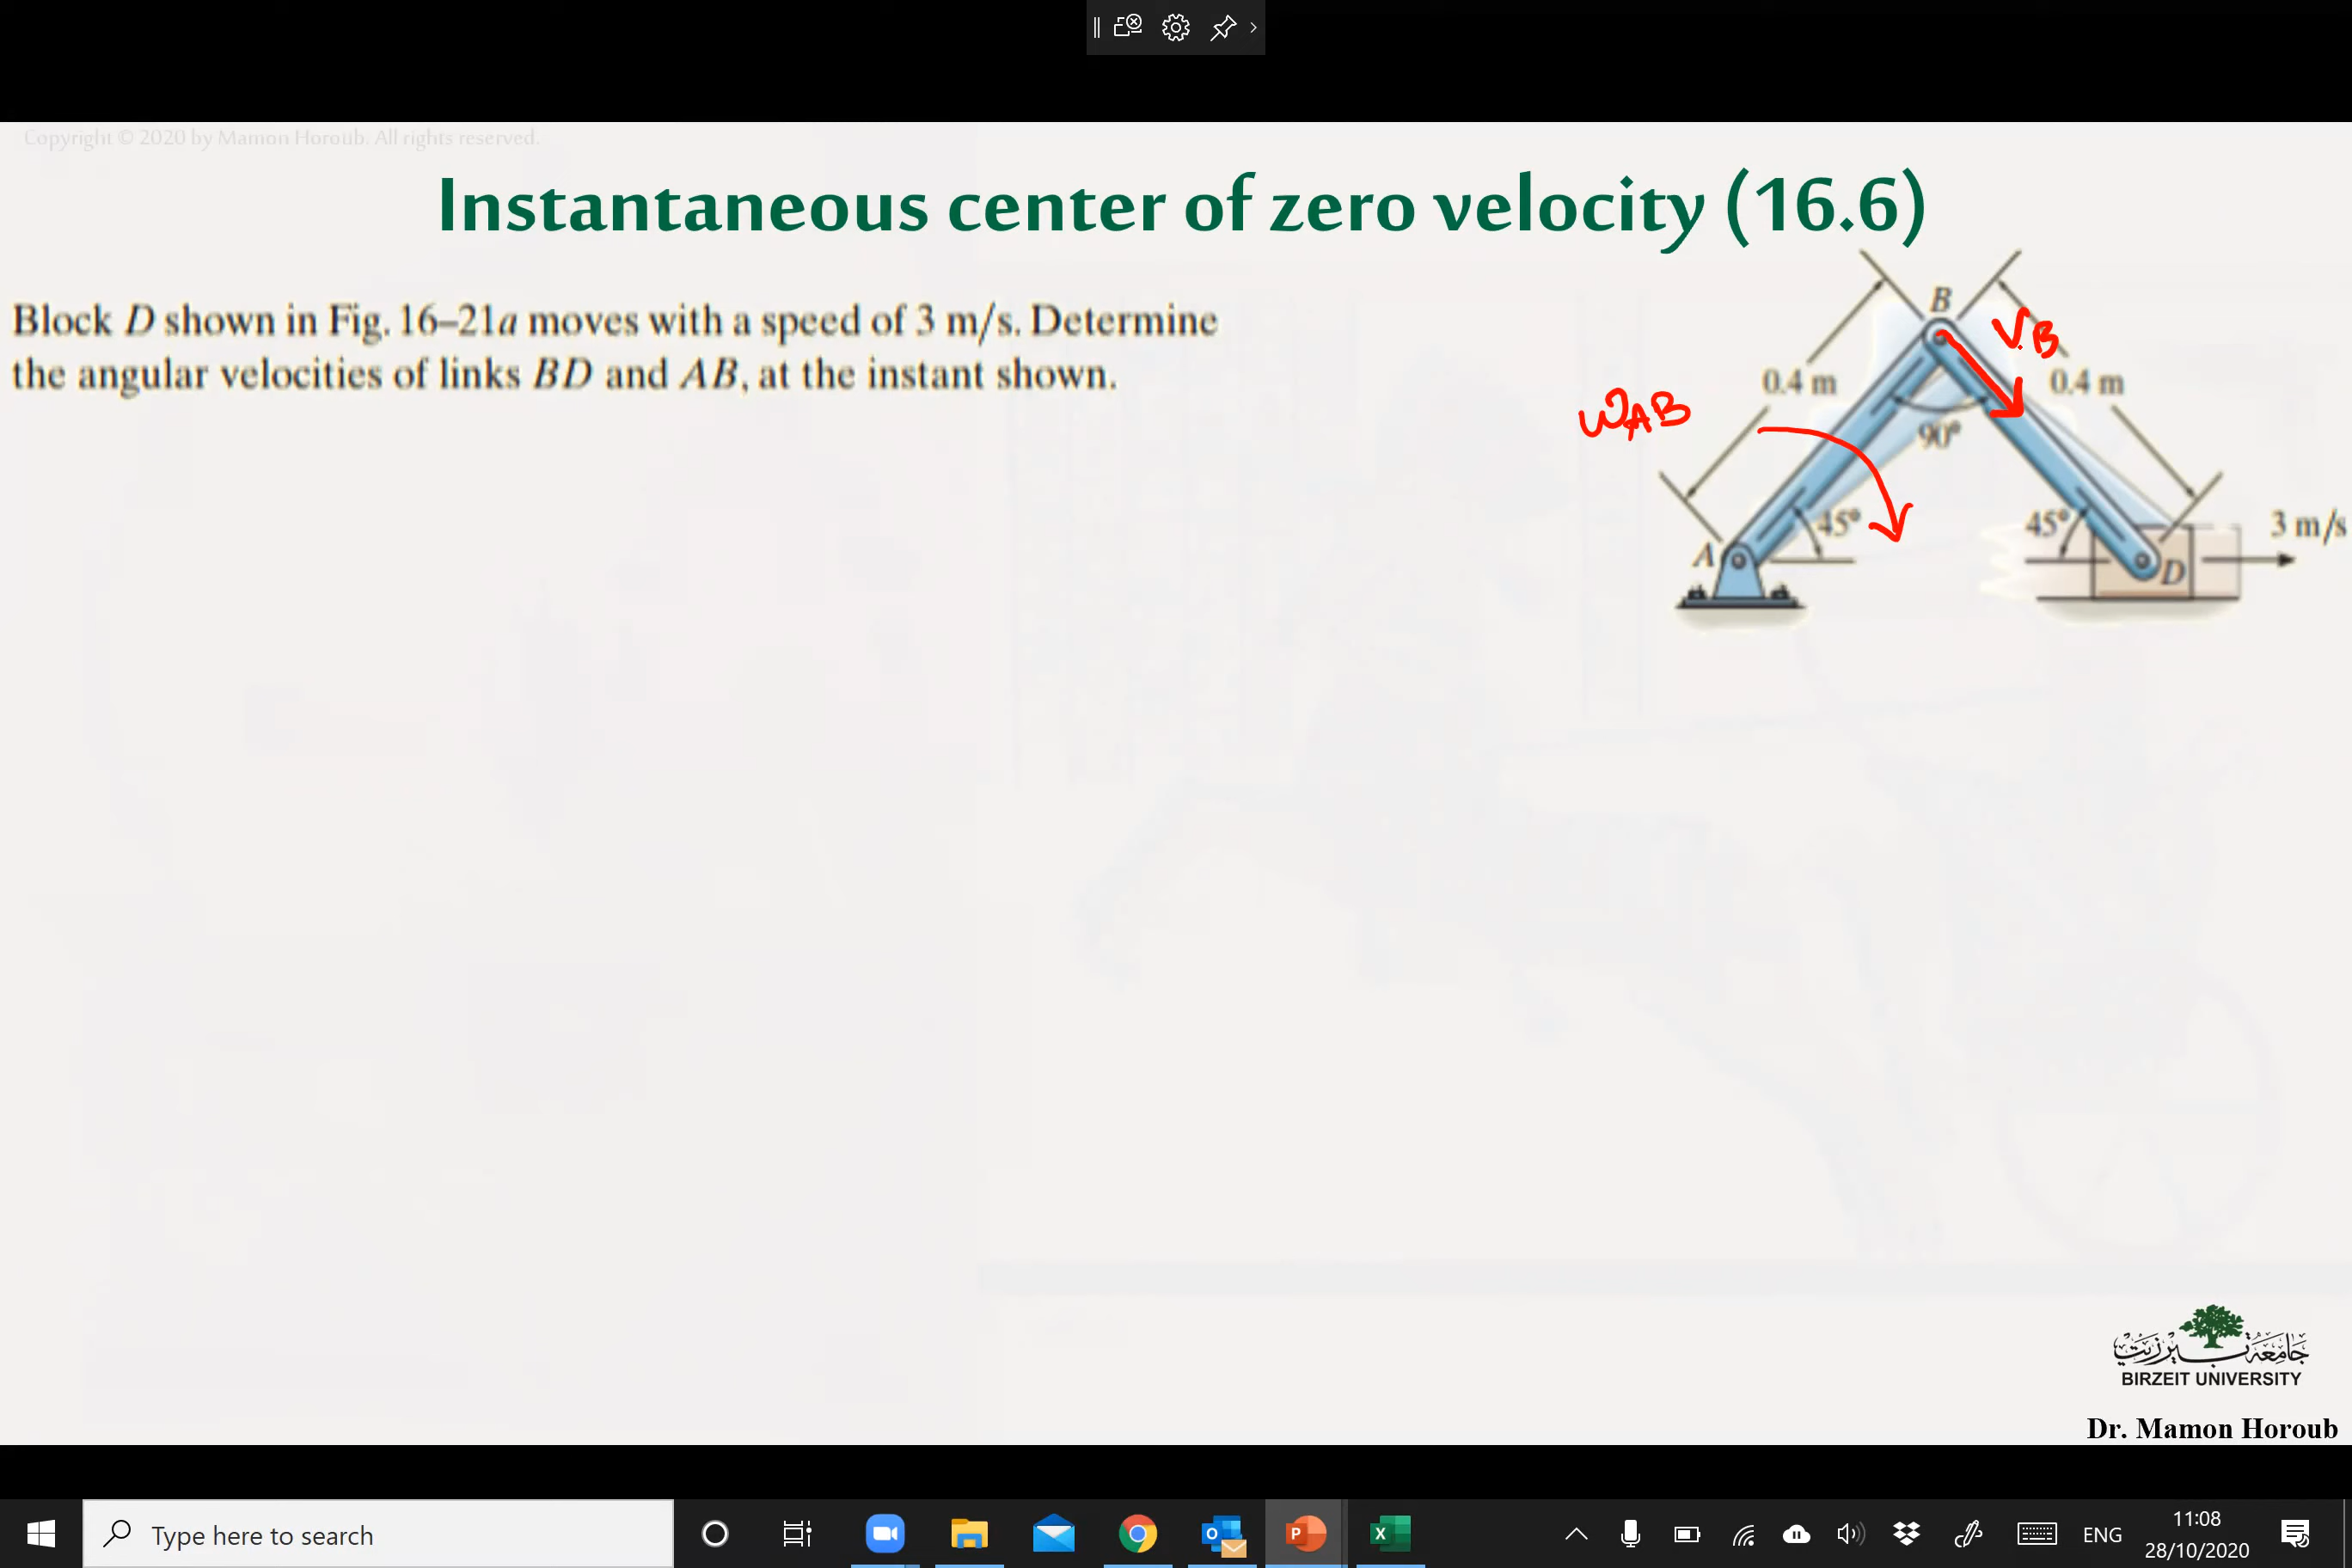 Copyright © 2020 by Mamon Horoub. All rights reserved.
Instantaneous center of zero velocity (16.6)
Block D shown in Fig. 16–21a moves with a speed of 3 m/s. Determine
the angular velocities of links BD and AB, at the instant shown.
B
VB
0.4 m
0.4 m
ωAB
90°
45°
45°
3 m/s
A
D
جامعة بيرزيت
BIRZEIT UNIVERSITY
Dr. Mamon Horoub
Type here to search
ENG
11:08
28/10/2020